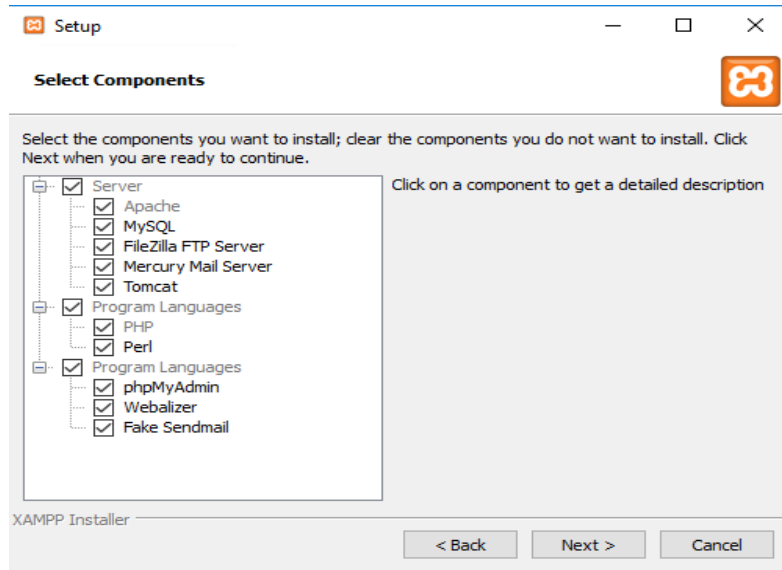 Setup
Select Components
Select the components you want to install; clear the components you do not want to install. Click
Next when you are ready to continue.
Server
Apache
MySQL
FileZilla FTP Server
Mercury Mail Server
Tomcat
Program Languages
PHP
Perl
Program Languages
phpMyAdmin
Webalizer
Fake Sendmail
Click on a component to get a detailed description
XAMPP Installer
< Back
Next >
Cancel